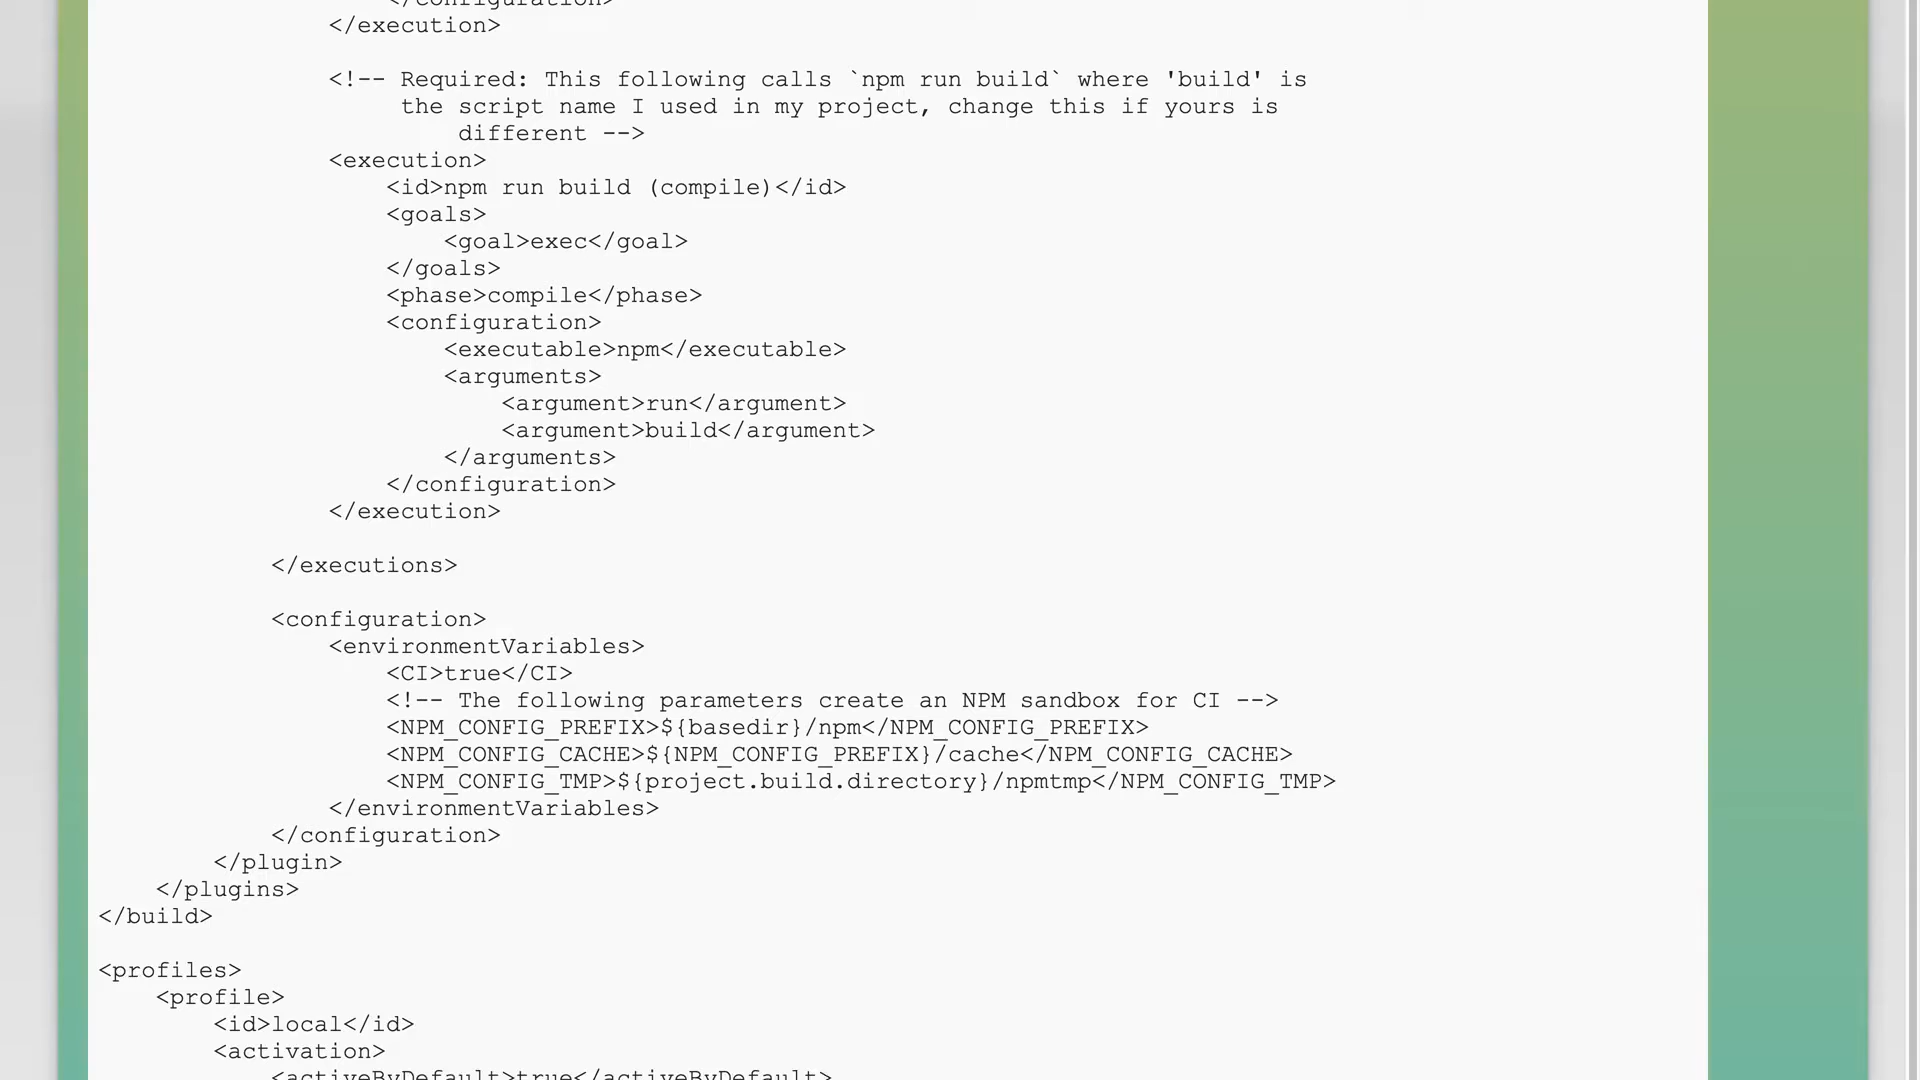 </configuration>
</execution>
<!-- Required: This following calls `npm run build` where 'build' is
the script name I used in my project, change this if yours is
different -->
<execution>
<id>npm run build (compile)</id>
<goals>
<goal>exec</goal>
</goals>
<phase>compile</phase>
<configuration>
<executable>npm</executable>
<arguments>
<argument>run</argument>
<argument>build</argument>
</arguments>
</configuration>
</execution>
</executions>
<configuration>
<environmentVariables>
<CI>true</CI>
<!-- The following parameters create an NPM sandbox for CI -->
<NPM_CONFIG_PREFIX>${basedir}/npm</NPM_CONFIG_PREFIX>
<NPM_CONFIG_CACHE>${NPM_CONFIG_PREFIX}/cache</NPM_CONFIG_CACHE>
<NPM_CONFIG_TMP>${project.build.directory}/npmtmp</NPM_CONFIG_TMP>
</environmentVariables>
</configuration>
</plugin>
</plugins>
</build>
<profiles>
<profile>
<id>local</id>
<activation>
<activeByDefault>true</activeByDefault>